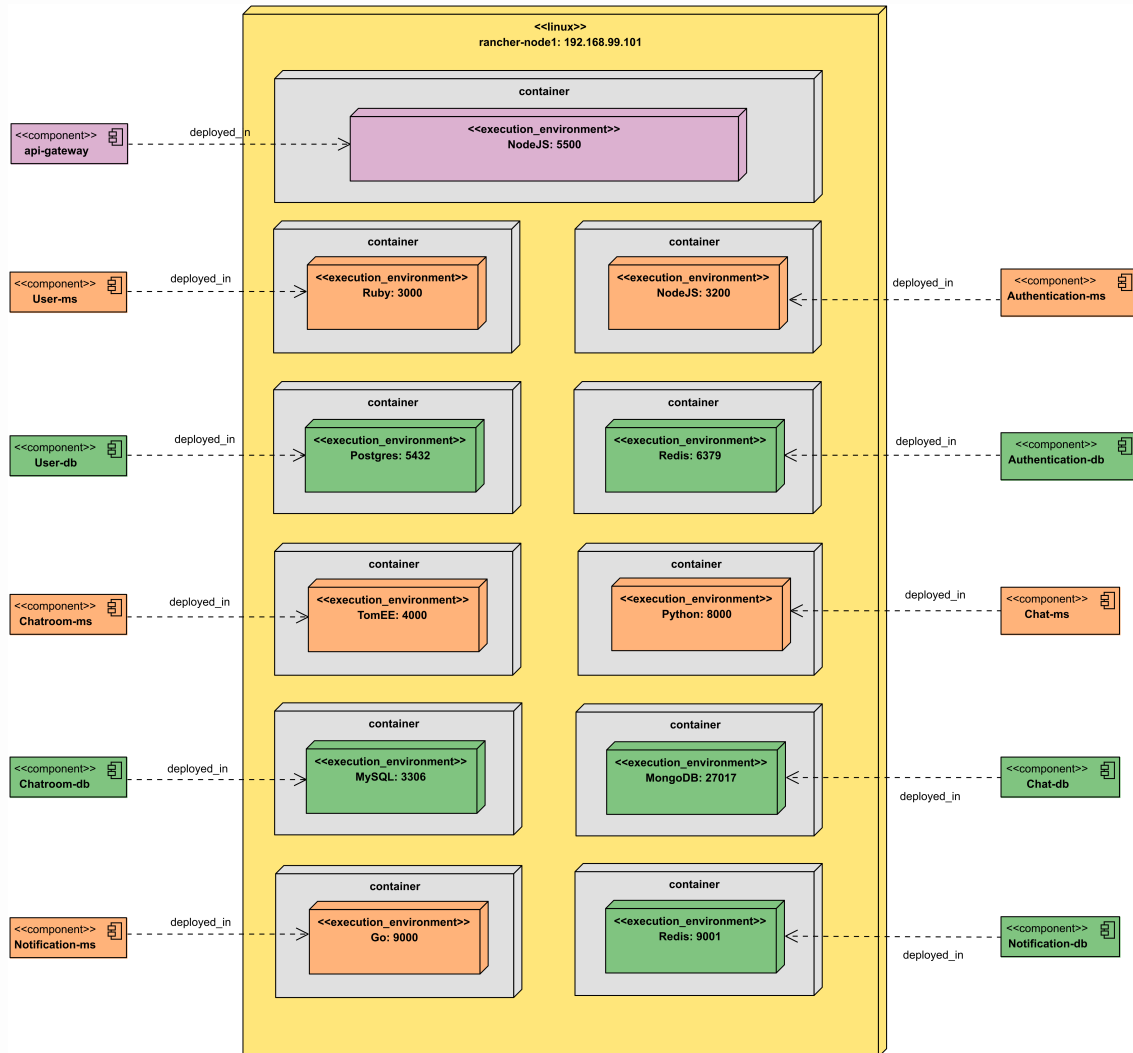 <<linux>>
rancher-node1: 192.168.99.101
container
<<component>>
api-gateway
deployed_in
<<execution_environment>>
NodeJS: 5500
container
<<component>>
User-ms
deployed_in
<<execution_environment>>
Ruby: 3000
container
<<execution_environment>>
NodeJS: 3200
deployed_in
<<component>>
Authentication-ms
container
<<component>>
User-db
deployed_in
<<execution_environment>>
Postgres: 5432
container
<<execution_environment>>
Redis: 6379
deployed_in
<<component>>
Authentication-db
container
<<component>>
Chatroom-ms
deployed_in
<<execution_environment>>
TomEE: 4000
container
<<execution_environment>>
Python: 8000
deployed_in
<<component>>
Chat-ms
container
<<component>>
Chatroom-db
deployed_in
<<execution_environment>>
MySQL: 3306
container
<<execution_environment>>
MongoDB: 27017
deployed_in
<<component>>
Chat-db
container
<<component>>
Notification-ms
deployed_in
<<execution_environment>>
Go: 9000
container
<<execution_environment>>
Redis: 9001
deployed_in
<<component>>
Notification-db